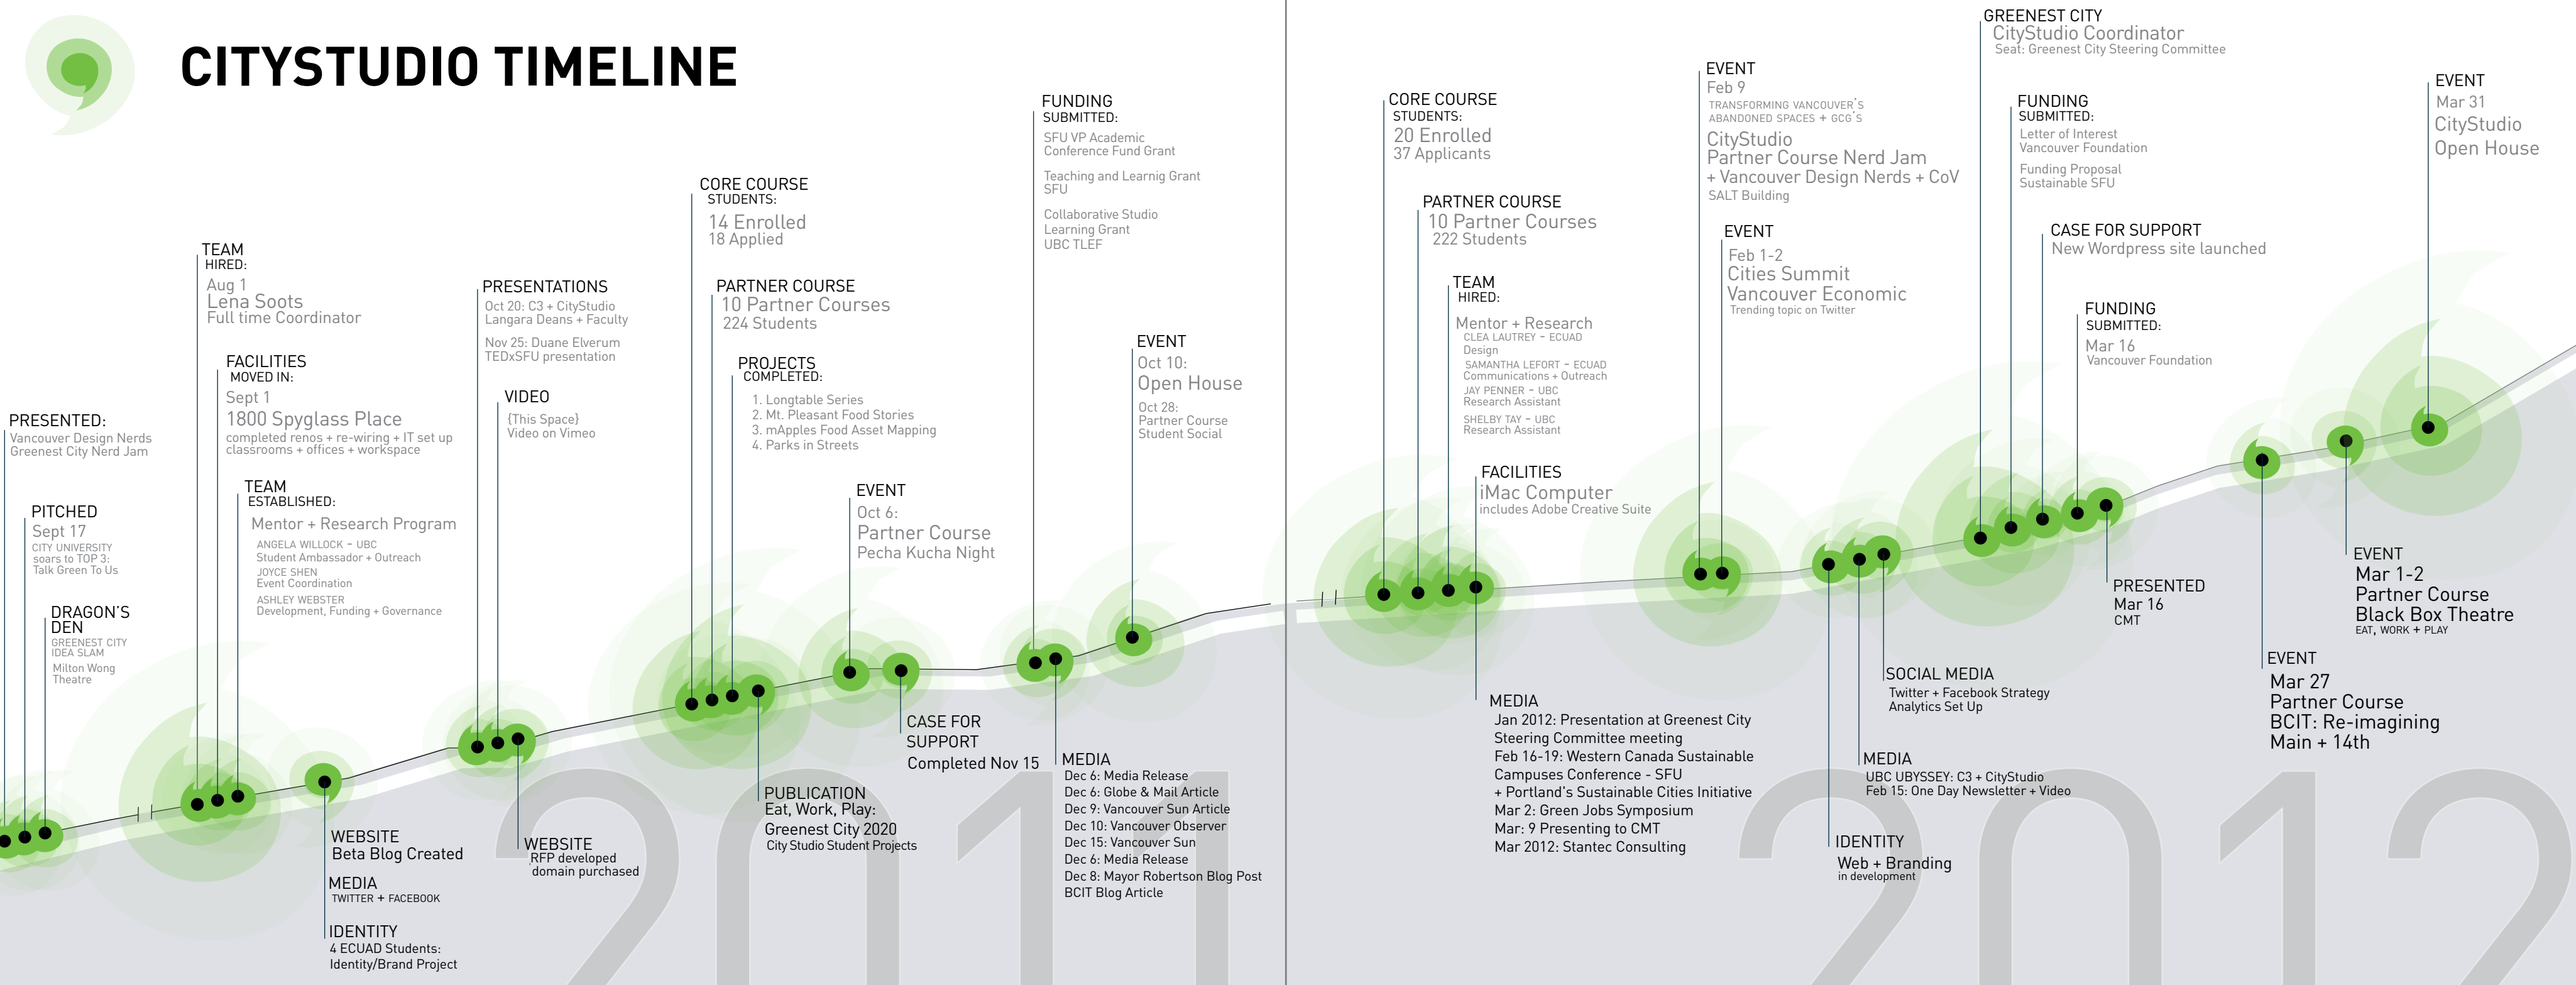 CITYSTUDIO TIMELINE
PRESENTED:
Vancouver Design Nerds
Greenest City Nerd Jam
PITCHED
Sept 17
CITY UNIVERSITY
soars to TOP 3:
Talk Green To Us
DRAGON'S
DEN
GREENEST CITY
IDEA SLAM
Milton Wong
Theatre
TEAM
HIRED:
Aug 1
Lena Soots
Full time Coordinator
FACILITIES
MOVED IN:
Sept 1
1800 Spyglass Place
completed renos + re-wiring + IT set up
classrooms + offices + workspace
TEAM
ESTABLISHED:
Mentor + Research Program
ANGELA WILLOCK - UBC
Student Ambassador + Outreach
JOYCE SHEN
Event Coordination
ASHLEY WEBSTER
Development, Funding + Governance
WEBSITE
Beta Blog Created
MEDIA
TWITTER + FACEBOOK
IDENTITY
4 ECUAD Students:
Identity/Brand Project
PRESENTATIONS
Oct 20: C3 + CityStudio
Langara Deans + Faculty
Nov 25: Duane Elverum
TEDxSFU presentation
VIDEO
{This Space}
Video on Vimeo
WEBSITE
RFP developed
domain purchased
CORE COURSE
STUDENTS:
14 Enrolled
18 Applied
PARTNER COURSE
10 Partner Courses
224 Students
PROJECTS
COMPLETED:
1. Longtable Series
2. Mt. Pleasant Food Stories
3. mApples Food Asset Mapping
4. Parks in Streets
PUBLICATION
Eat, Work, Play:
Greenest City 2020
City Studio Student Projects
EVENT
Oct 6:
Partner Course
Pecha Kucha Night
CASE FOR
SUPPORT
Completed Nov 15
FUNDING
SUBMITTED:
SFU VP Academic
Conference Fund Grant
Teaching and Learnig Grant
SFU
Collaborative Studio
Learning Grant
UBC TLEF
MEDIA
Dec 6: Media Release
Dec 6: Globe & Mail Article
Dec 9: Vancouver Sun Article
Dec 10: Vancouver Observer
Dec 15: Vancouver Sun
Dec 6: Media Release
Dec 8: Mayor Robertson Blog Post
BCIT Blog Article
EVENT
Oct 10:
Open House
Oct 28:
Partner Course
Student Social
2011
CORE COURSE
STUDENTS:
20 Enrolled
37 Applicants
PARTNER COURSE
10 Partner Courses
222 Students
TEAM
HIRED:
Mentor + Research
CLEA LAUTREY - ECUAD
Design
SAMANTHA LEFORT - ECUAD
Communications + Outreach
JAY PENNER - UBC
Research Assistant
SHELBY TAY - UBC
Research Assistant
FACILITIES
iMac Computer
includes Adobe Creative Suite
MEDIA
Jan 2012: Presentation at Greenest City
Steering Committee meeting
Feb 16-19: Western Canada Sustainable
Campuses Conference - SFU
+ Portland's Sustainable Cities Initiative
Mar 2: Green Jobs Symposium
Mar: 9 Presenting to CMT
Mar 2012: Stantec Consulting
EVENT
Feb 9
TRANSFORMING VANCOUVER'S
ABANDONED SPACES + GCG'S
CityStudio
Partner Course Nerd Jam
+ Vancouver Design Nerds + CoV
SALT Building
EVENT
Feb 1-2
Cities Summit
Vancouver Economic
Trending topic on Twitter
IDENTITY
Web + Branding
in development
MEDIA
UBC UBYSSEY: C3 + CityStudio
Feb 15: One Day Newsletter + Video
SOCIAL MEDIA
Twitter + Facebook Strategy
Analytics Set Up
GREENEST CITY
CityStudio Coordinator
Seat: Greenest City Steering Committee
FUNDING
SUBMITTED:
Letter of Interest
Vancouver Foundation
Funding Proposal
Sustainable SFU
CASE FOR SUPPORT
New Wordpress site launched
FUNDING
SUBMITTED:
Mar 16
Vancouver Foundation
PRESENTED
Mar 16
CMT
EVENT
Mar 27
Partner Course
BCIT: Re-imagining
Main + 14th
EVENT
Mar 1-2
Partner Course
Black Box Theatre
EAT, WORK + PLAY
EVENT
Mar 31
CityStudio
Open House
2012